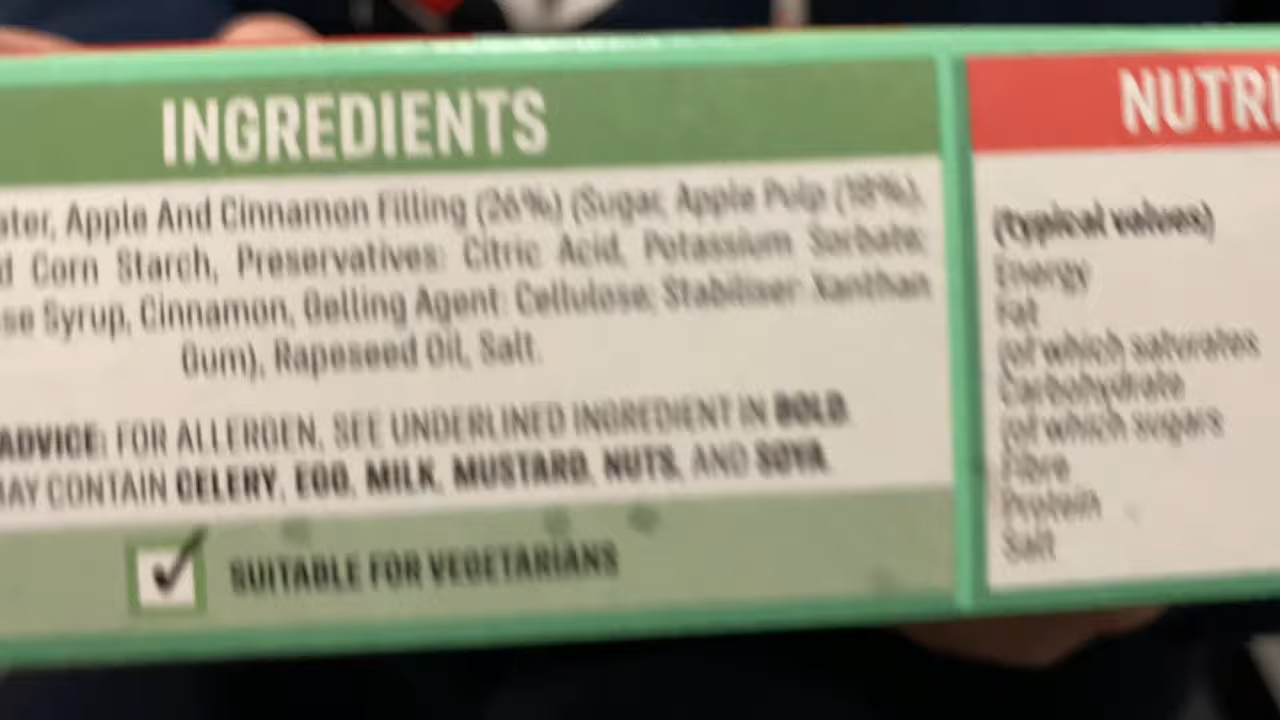 INGREDIENTS
ater, Apple And Cinnamon Filling (26%) (Sugar, Apple Pulp (18%),
d Corn Starch, Preservatives: Citric Acid, Potassium Sorbate;
se Syrup, Cinnamon, Gelling Agent: Cellulose; Stabiliser: Xanthan
Gum), Rapeseed Oil, Salt.
ADVICE: FOR ALLERGEN, SEE UNDERLINED INGREDIENT IN BOLD.
MAY CONTAIN CELERY, EGG, MILK, MUSTARD, NUTS, AND SOYA.
SUITABLE FOR VEGETARIANS
NUTRI
(typical values)
Energy
Fat
(of which saturates
Carbohydrate
(of which sugars
Fibre
Protein
Salt